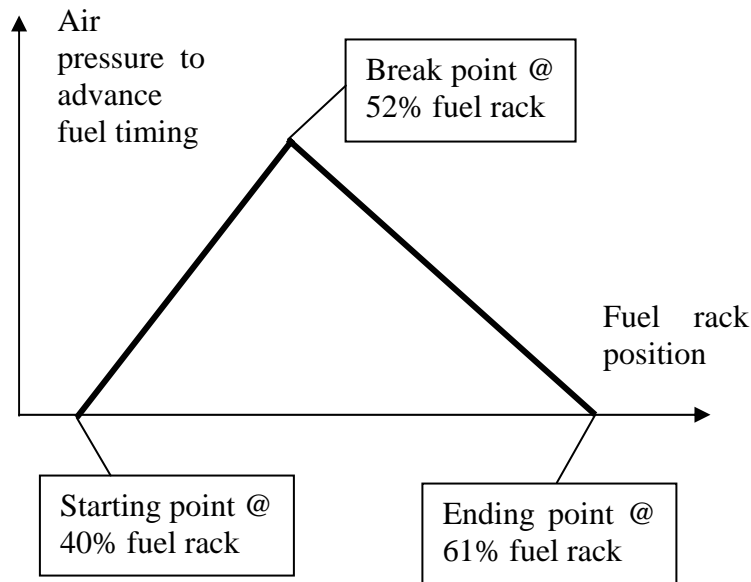 Air
pressure to
advance
fuel timing
Break point @
52% fuel rack
Fuel rack
position
Starting point @
40% fuel rack
Ending point @
61% fuel rack